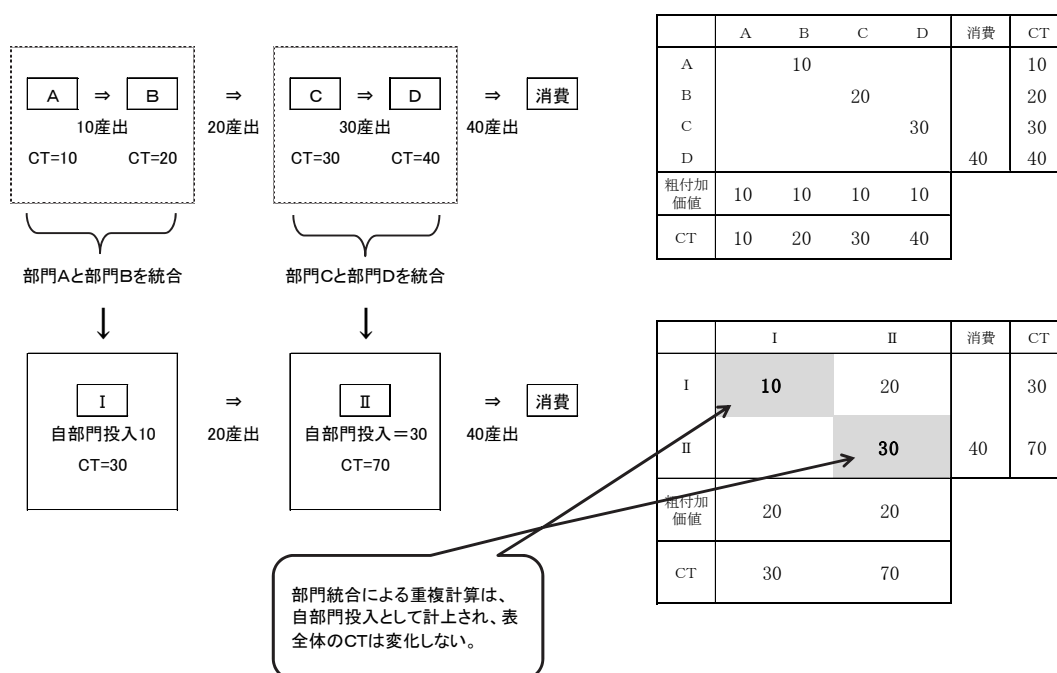 A ⇒ B ⇒ C ⇒ D ⇒ 消費
10産出 20産出 30産出 40産出
CT=10 CT=20 CT=30 CT=40
部門Aと部門Bを統合 部門Cと部門Dを統合
↓ ↓
I ⇒ II ⇒ 消費
自部門投入10 20産出 自部門投入=30 40産出
CT=30 CT=70
部門統合による重複計算は、
自部門投入として計上され、表
全体のCTは変化しない。
A B C D 消費 CT
A 10 10
B 20 20
C 30 30
D 40 40
粗付加
価値 10 10 10 10
CT 10 20 30 40
I II 消費 CT
I 10 20 30
II 30 40 70
粗付加
価値 20 20
CT 30 70